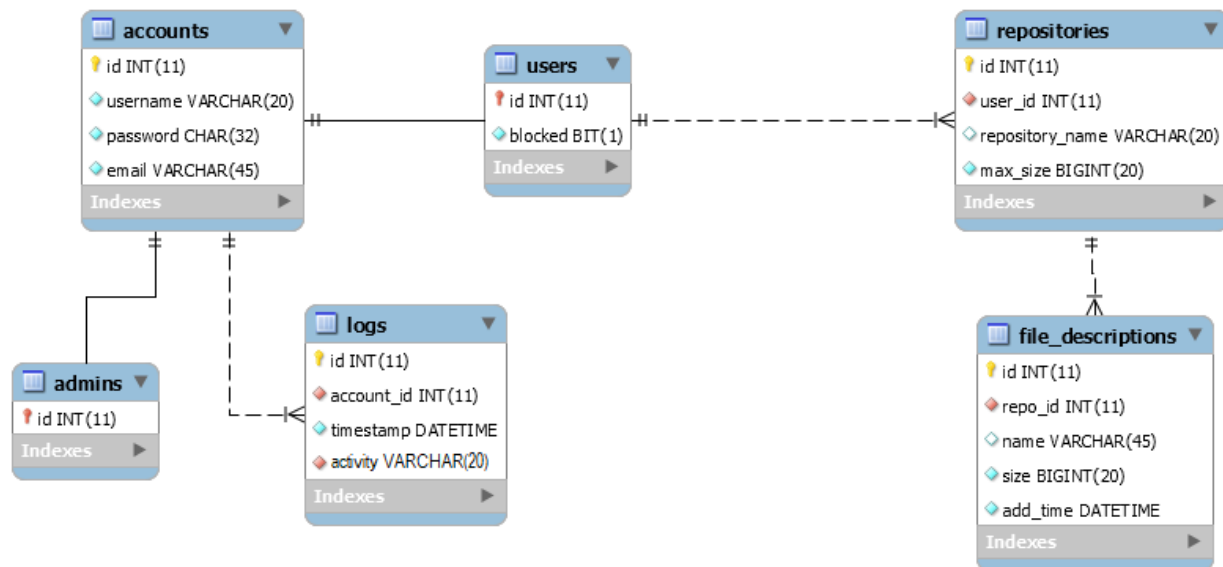 accounts
id INT(11)
username VARCHAR(20)
password CHAR(32)
email VARCHAR(45)
Indexes
users
id INT(11)
blocked BIT(1)
Indexes
repositories
id INT(11)
user_id INT(11)
repository_name VARCHAR(20)
max_size BIGINT(20)
Indexes
admins
id INT(11)
Indexes
logs
id INT(11)
account_id INT(11)
timestamp DATETIME
activity VARCHAR(20)
Indexes
file_descriptions
id INT(11)
repo_id INT(11)
name VARCHAR(45)
size BIGINT(20)
add_time DATETIME
Indexes